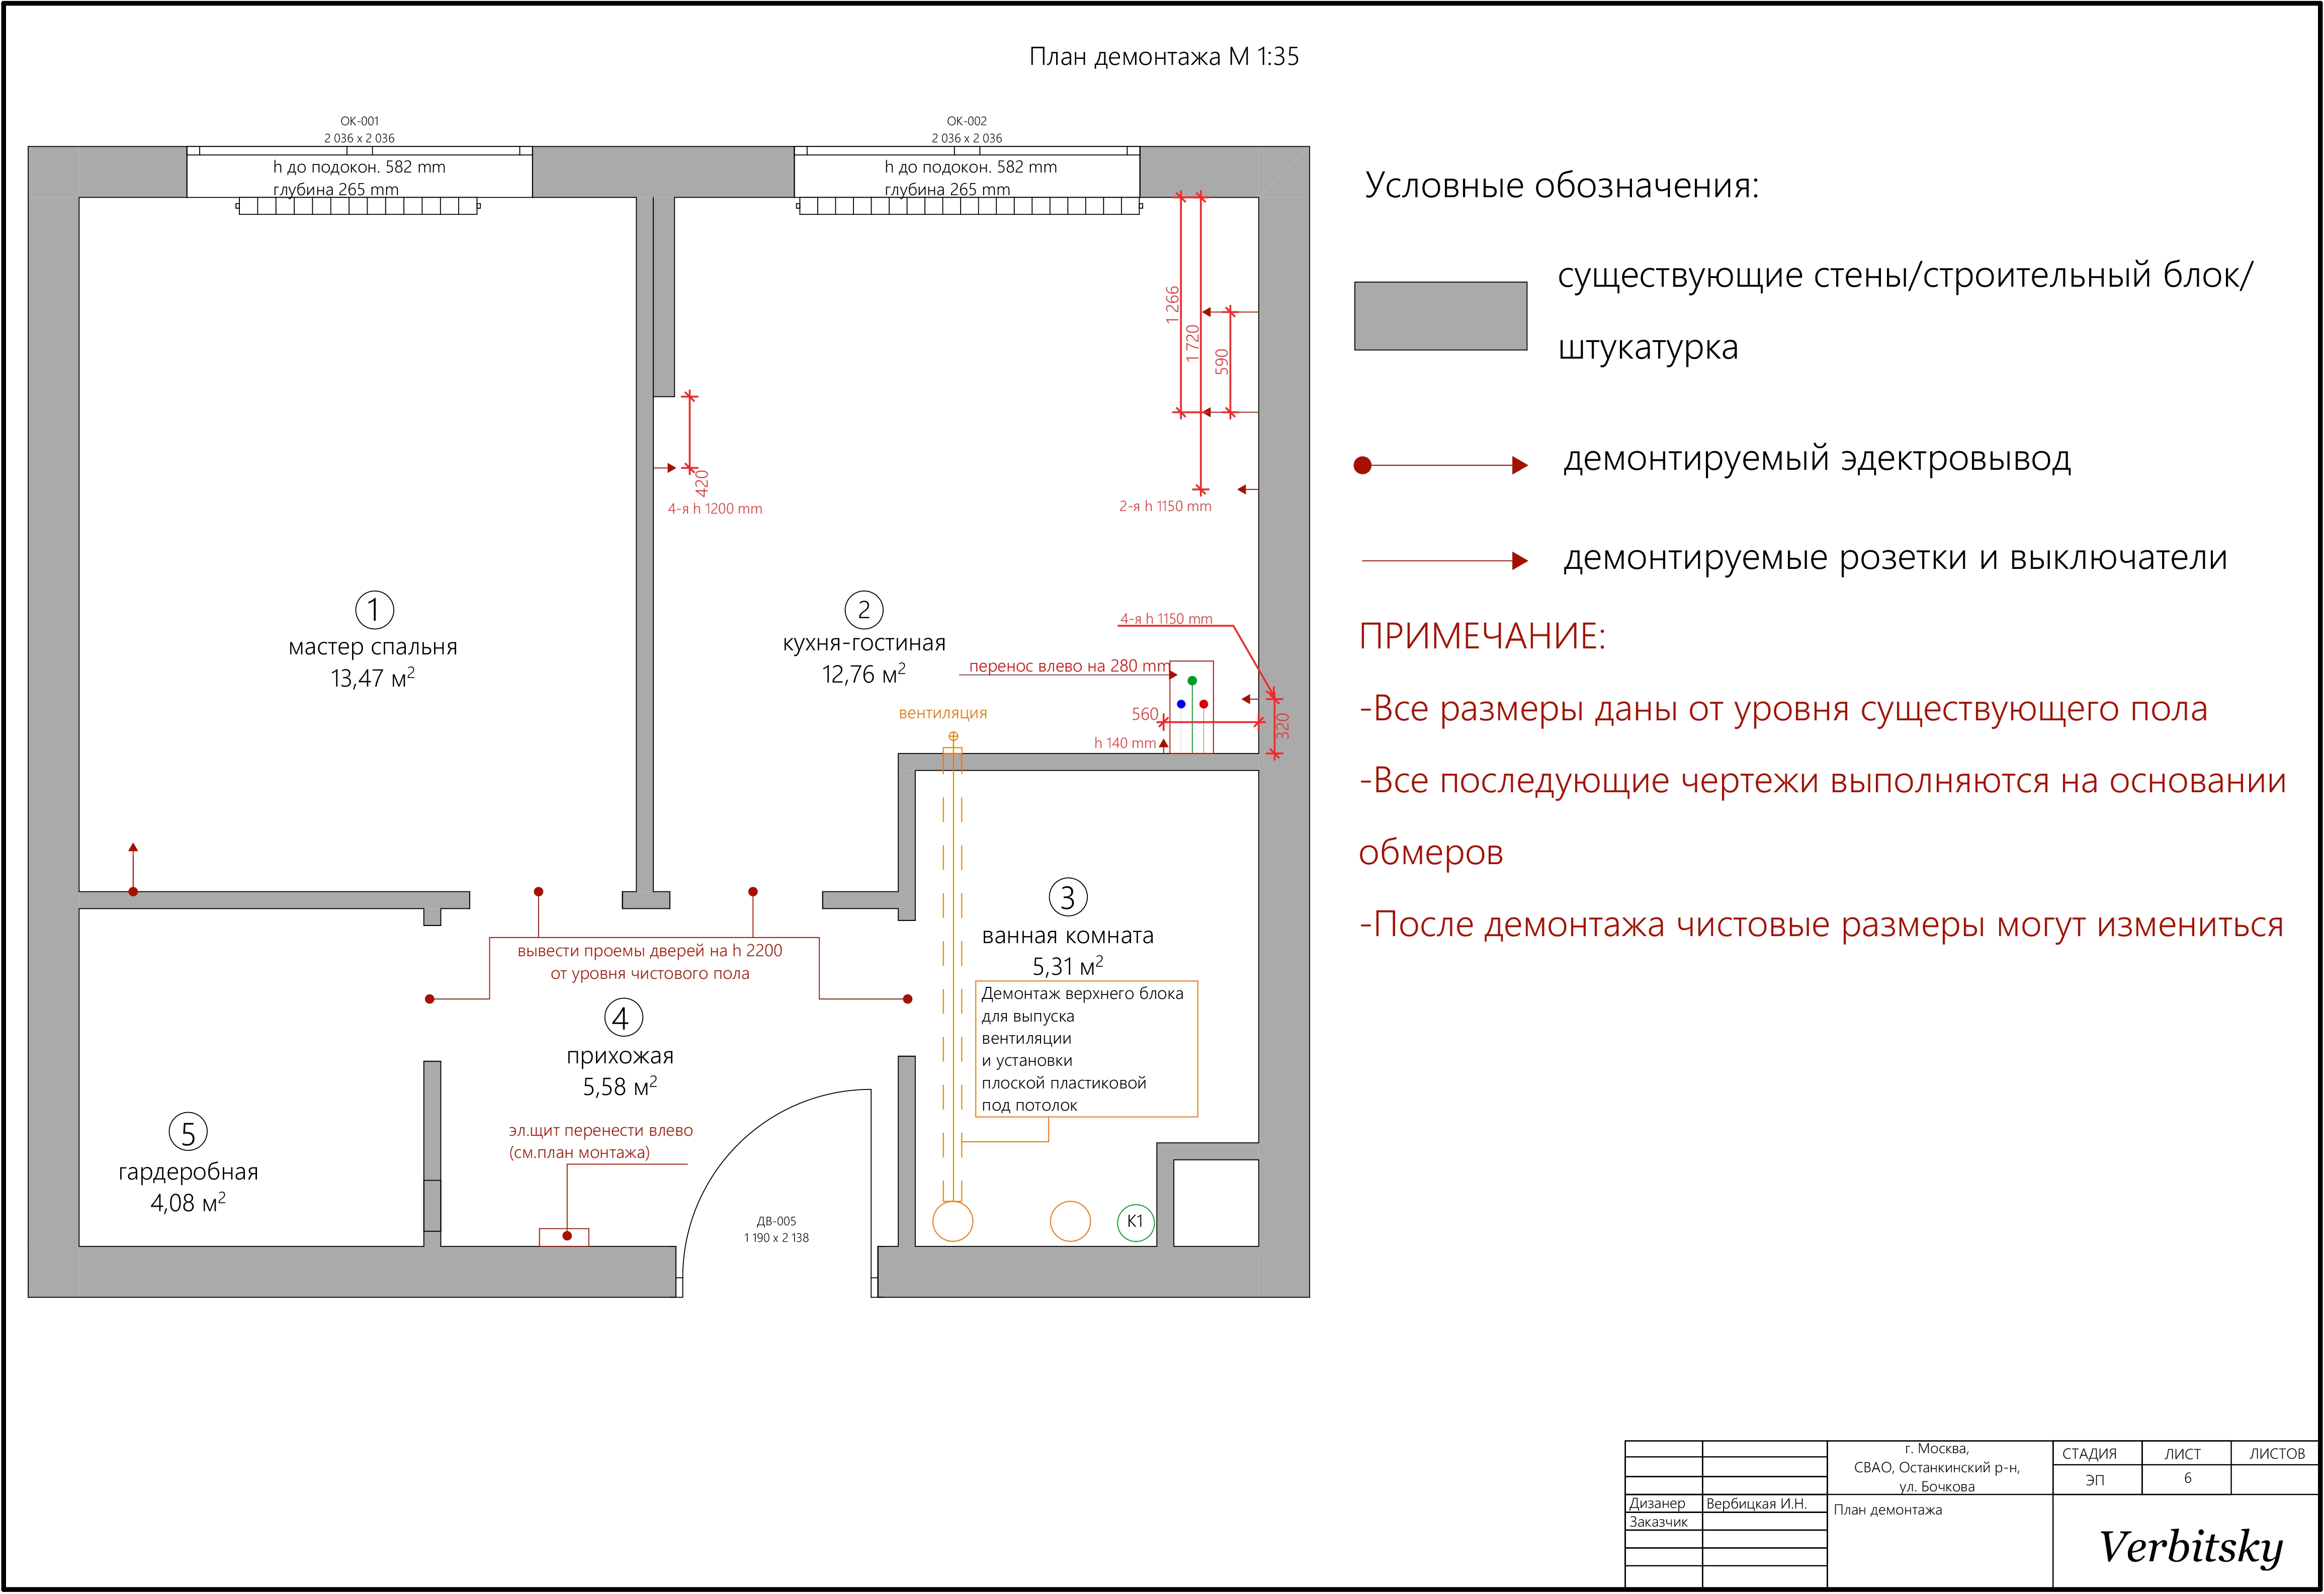 План демонтажа М 1:35
ОК-001
2 036 x 2 036
h до подокон. 582 mm
глубина 265 mm
ОК-002
2 036 x 2 036
h до подокон. 582 mm
глубина 265 mm
1 266
1 720
590
420
4-я h 1200 mm
2-я h 1150 mm
1
мастер спальня
13,47 м²
2
кухня-гостиная
12,76 м²
4-я h 1150 mm
перенос влево на 280 mm
560
320
h 140 mm
вентиляция
3
ванная комната
5,31 м²
Демонтаж верхнего блока
для выпуска
вентиляции
и установки
плоской пластиковой
под потолок
вывести проемы дверей на h 2200
от уровня чистового пола
4
прихожая
5,58 м²
эл.щит перенести влево
(см.план монтажа)
5
гардеробная
4,08 м²
ДВ-005
1 190 x 2 138
К1
Условные обозначения:
существующие стены/строительный блок/
штукатурка
демонтируемый эдектровывод
демонтируемые розетки и выключатели
ПРИМЕЧАНИЕ:
-Все размеры даны от уровня существующего пола
-Все последующие чертежи выполняются на основании
обмеров
-После демонтажа чистовые размеры могут измениться
г. Москва,
СВАО, Останкинский р-н,
ул. Бочкова
СТАДИЯ
ЛИСТ
ЛИСТОВ
ЭП
6
Дизанер
Вербицкая И.Н.
Заказчик
План демонтажа
Verbitsky